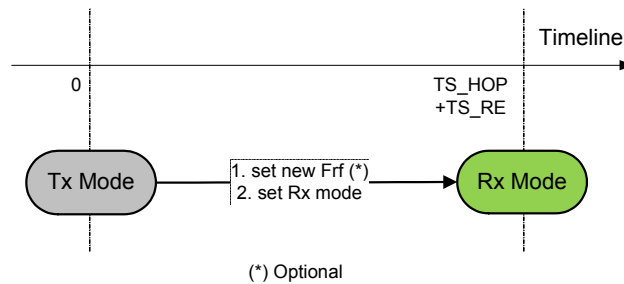 Timeline
0
TS_HOP
+TS_RE
Tx Mode
1. set new Frf (*)
2. set Rx mode
Rx Mode
(*) Optional